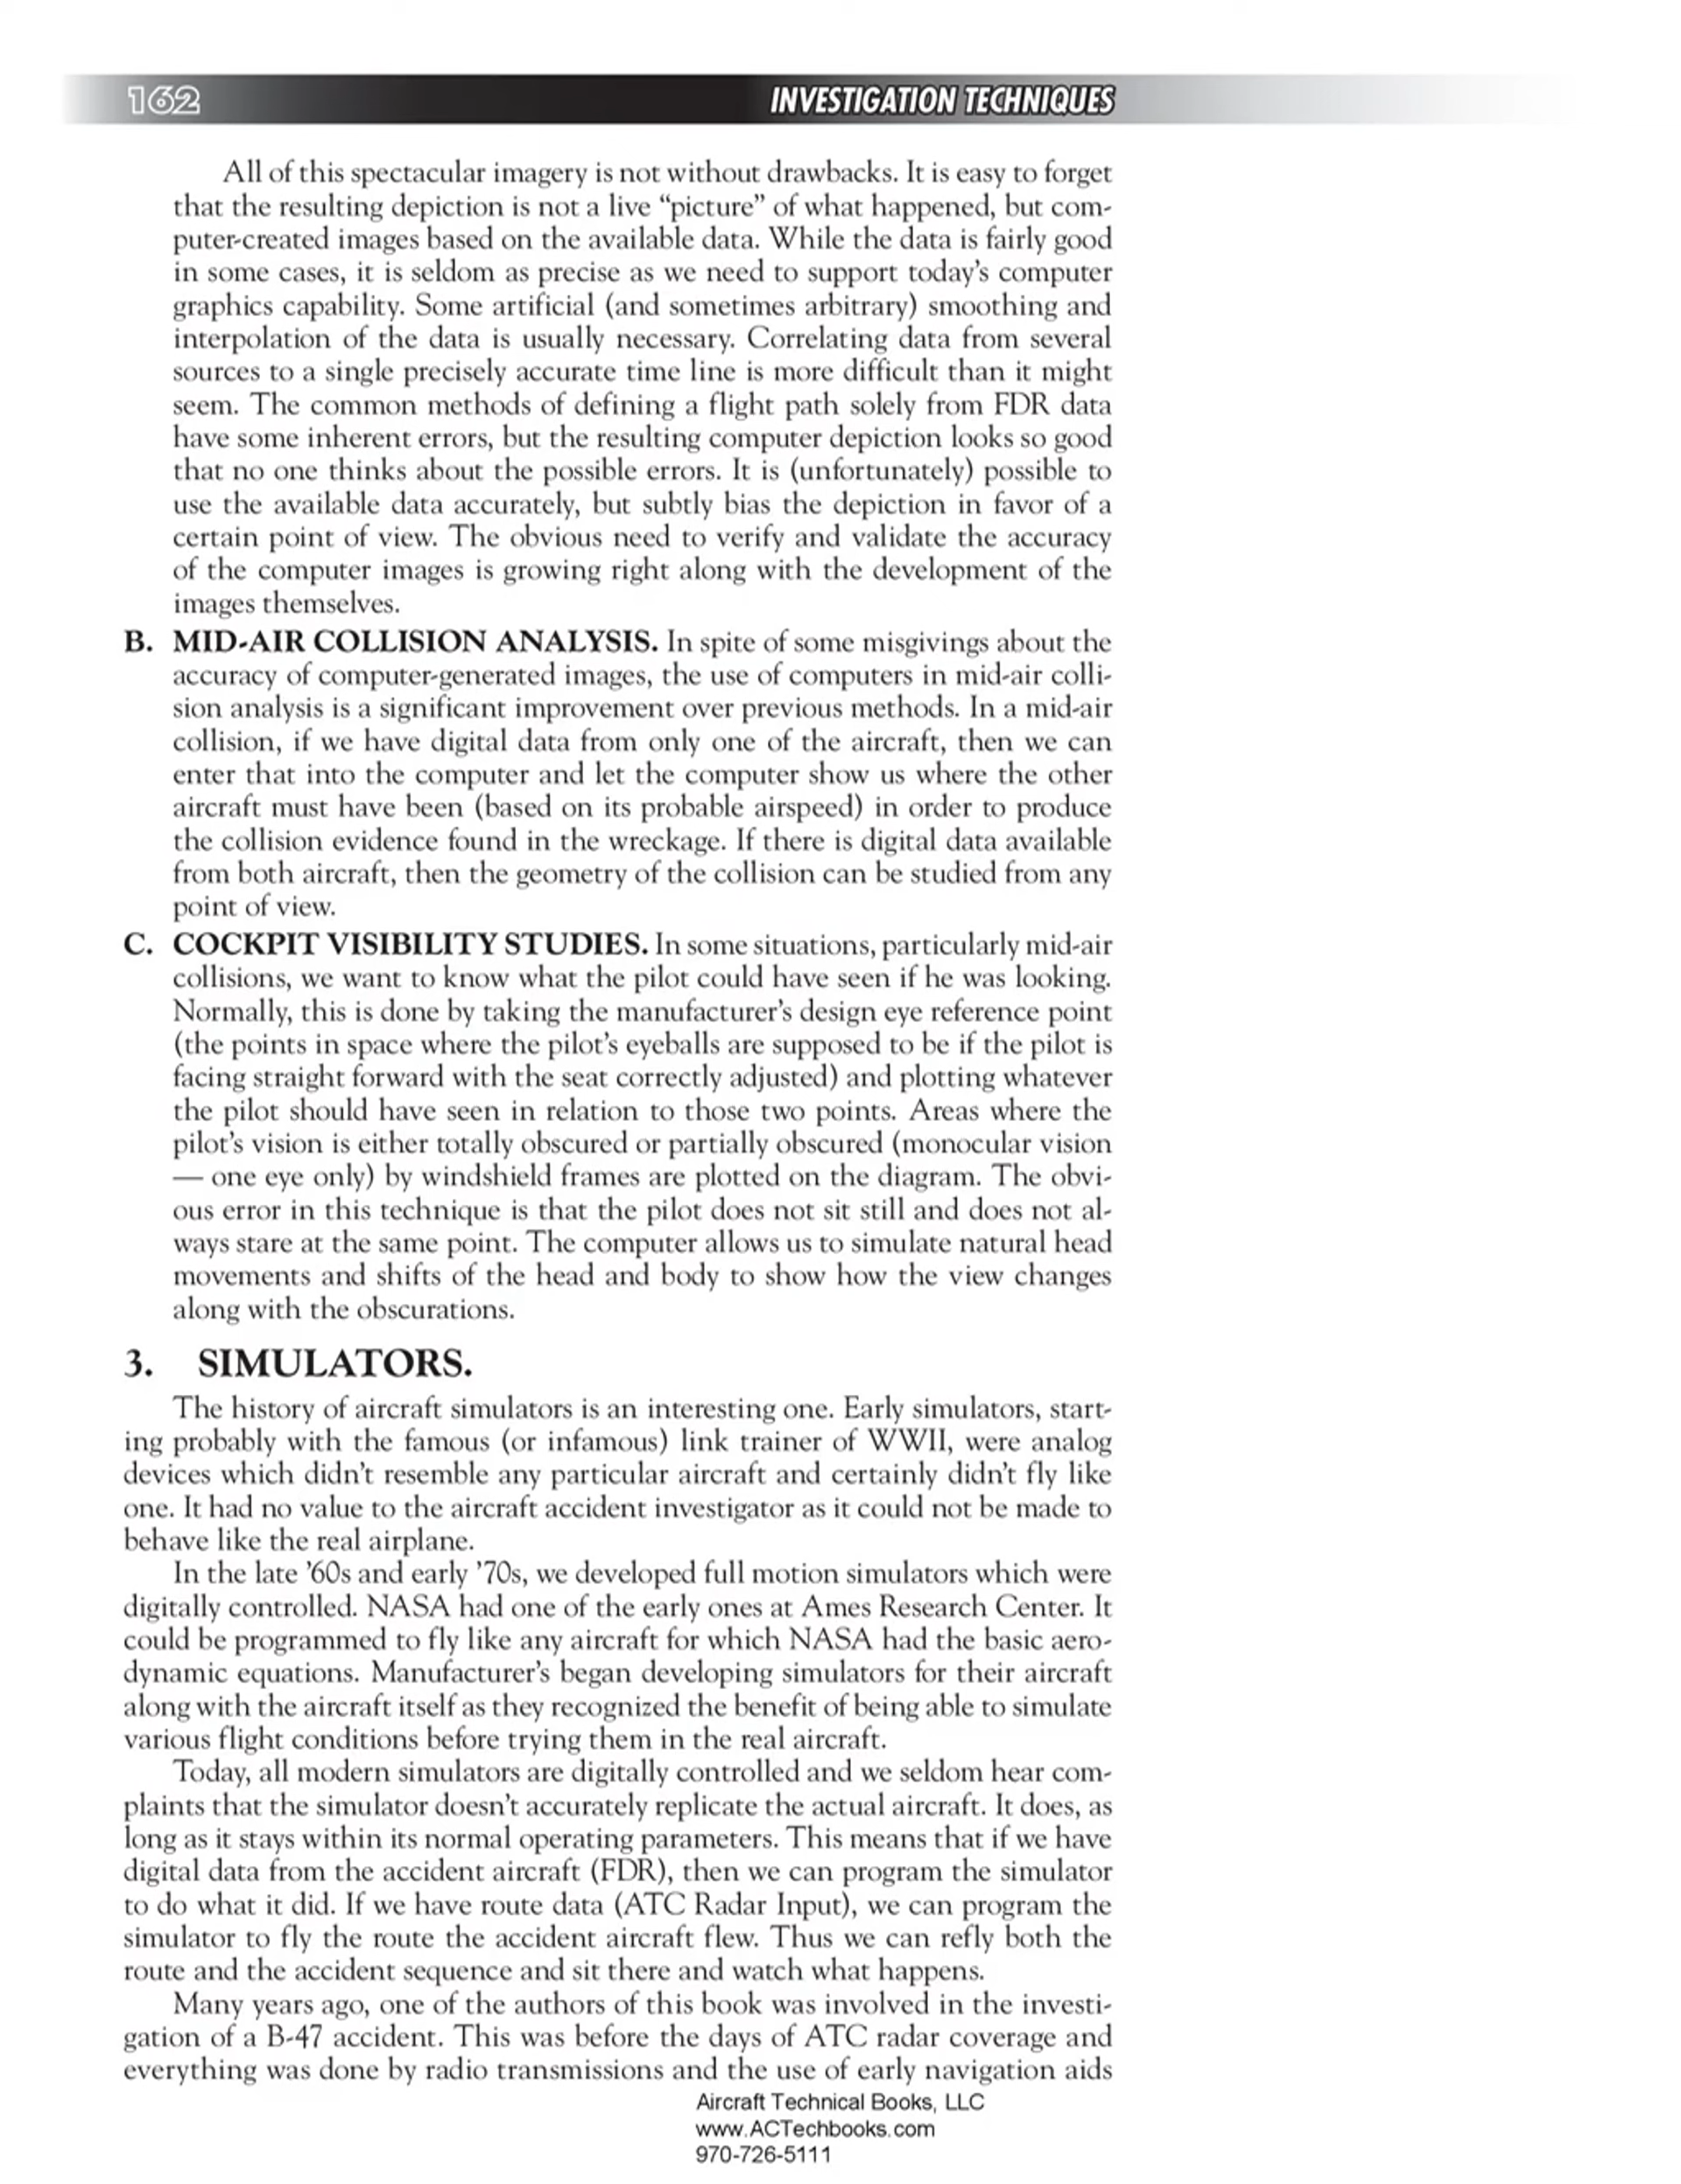 162
INVESTIGATION TECHNIQUES
All of this spectacular imagery is not without drawbacks. It is easy to forget
that the resulting depiction is not a live “picture” of what happened, but com-
puter-created images based on the available data. While the data is fairly good
in some cases, it is seldom as precise as we need to support today’s computer
graphics capability. Some artificial (and sometimes arbitrary) smoothing and
interpolation of the data is usually necessary. Correlating data from several
sources to a single precisely accurate time line is more difficult than it might
seem. The common methods of defining a flight path solely from FDR data
have some inherent errors, but the resulting computer depiction looks so good
that no one thinks about the possible errors. It is (unfortunately) possible to
use the available data accurately, but subtly bias the depiction in favor of a
certain point of view. The obvious need to verify and validate the accuracy
of the computer images is growing right along with the development of the
images themselves.
B. MID-AIR COLLISION ANALYSIS. In spite of some misgivings about the
accuracy of computer-generated images, the use of computers in mid-air colli-
sion analysis is a significant improvement over previous methods. In a mid-air
collision, if we have digital data from only one of the aircraft, then we can
enter that into the computer and let the computer show us where the other
aircraft must have been (based on its probable airspeed) in order to produce
the collision evidence found in the wreckage. If there is digital data available
from both aircraft, then the geometry of the collision can be studied from any
point of view.
C. COCKPIT VISIBILITY STUDIES. In some situations, particularly mid-air
collisions, we want to know what the pilot could have seen if he was looking.
Normally, this is done by taking the manufacturer’s design eye reference point
(the points in space where the pilot’s eyeballs are supposed to be if the pilot is
facing straight forward with the seat correctly adjusted) and plotting whatever
the pilot should have seen in relation to those two points. Areas where the
pilot’s vision is either totally obscured or partially obscured (monocular vision
— one eye only) by windshield frames are plotted on the diagram. The obvi-
ous error in this technique is that the pilot does not sit still and does not al-
ways stare at the same point. The computer allows us to simulate natural head
movements and shifts of the head and body to show how the view changes
along with the obscurations.
3. SIMULATORS.
The history of aircraft simulators is an interesting one. Early simulators, start-
ing probably with the famous (or infamous) link trainer of WWII, were analog
devices which didn’t resemble any particular aircraft and certainly didn’t fly like
one. It had no value to the aircraft accident investigator as it could not be made to
behave like the real airplane.
In the late ’60s and early ’70s, we developed full motion simulators which were
digitally controlled. NASA had one of the early ones at Ames Research Center. It
could be programmed to fly like any aircraft for which NASA had the basic aero-
dynamic equations. Manufacturer’s began developing simulators for their aircraft
along with the aircraft itself as they recognized the benefit of being able to simulate
various flight conditions before trying them in the real aircraft.
Today, all modern simulators are digitally controlled and we seldom hear com-
plaints that the simulator doesn’t accurately replicate the actual aircraft. It does, as
long as it stays within its normal operating parameters. This means that if we have
digital data from the accident aircraft (FDR), then we can program the simulator
to do what it did. If we have route data (ATC Radar Input), we can program the
simulator to fly the route the accident aircraft flew. Thus we can refly both the
route and the accident sequence and sit there and watch what happens.
Many years ago, one of the authors of this book was involved in the investi-
gation of a B-47 accident. This was before the days of ATC radar coverage and
everything was done by radio transmissions and the use of early navigation aids
Aircraft Technical Books, LLC
www.ACTechbooks.com
970-726-5111